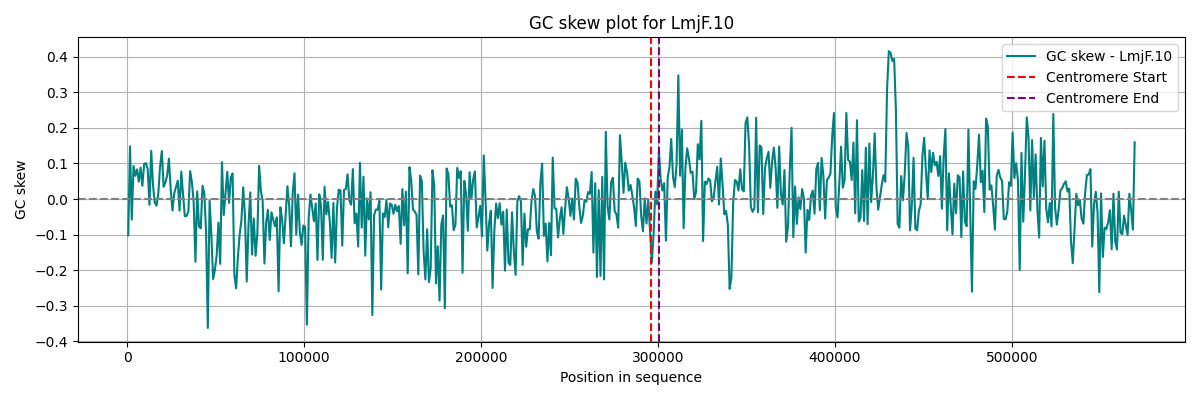 GC skew plot for LmjF.10
GC skew
0.4
0.3
0.2
0.1
0.0
−0.1
−0.2
−0.3
−0.4
GC skew - LmjF.10
Centromere Start
Centromere End
0
100000
200000
300000
400000
500000
Position in sequence